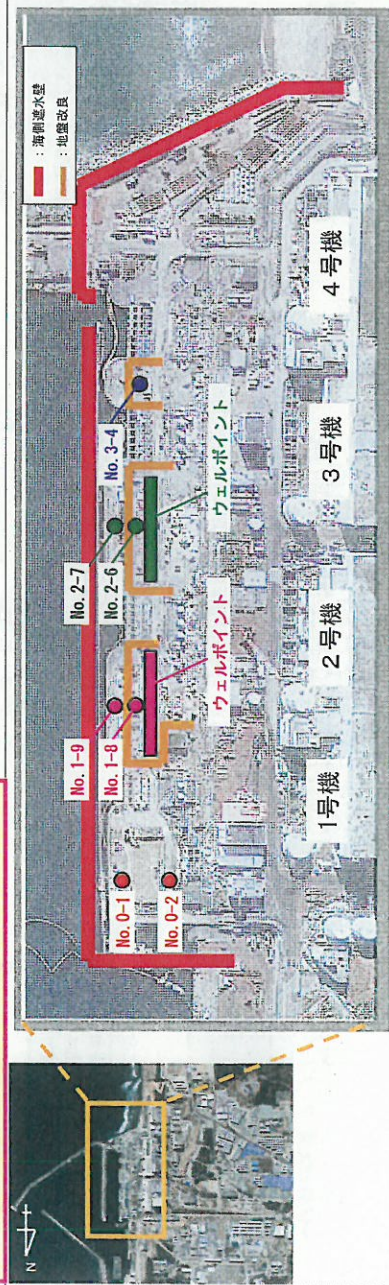 ：海側遮水壁
：地盤改良
No. 1-9
No. 1-8
No. 2-7
No. 2-6
No. 3-4
No. 0-1
No. 0-2
ウェルポイント
ウェルポイント
1号機
2号機
3号機
4号機
N